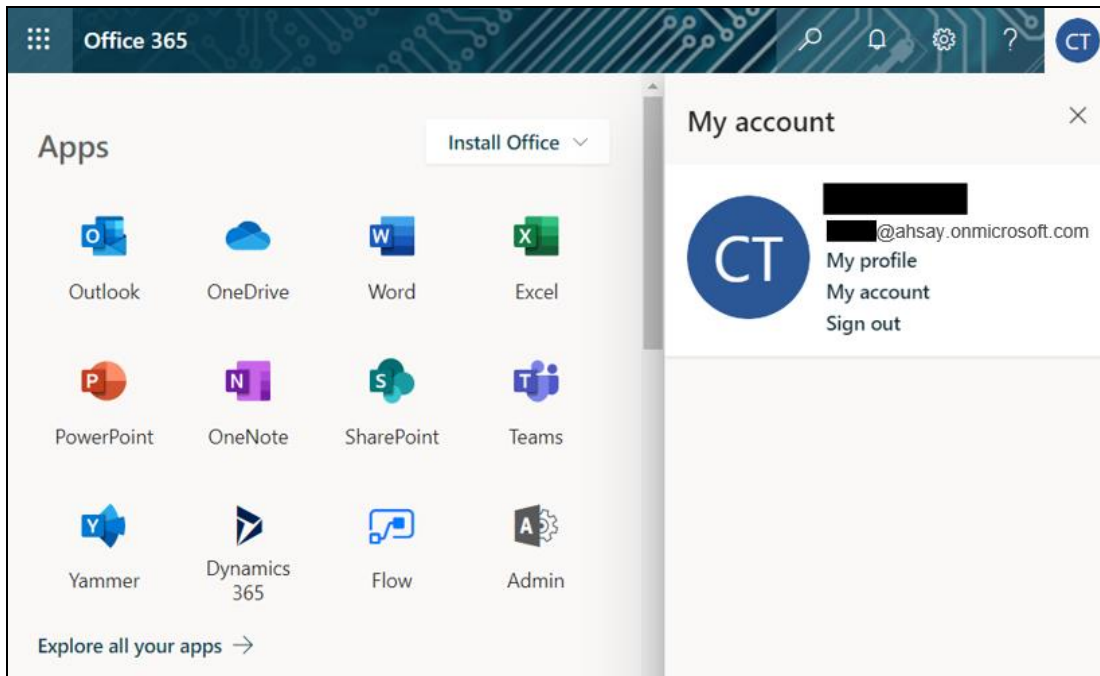 Office 365
?
CT
Apps
Install Office
My account
Outlook
OneDrive
Word
Excel
CT
@ahsay.onmicrosoft.com
My profile
My account
Sign out
PowerPoint
OneNote
SharePoint
Teams
Yammer
Dynamics
365
Flow
Admin
Explore all your apps →